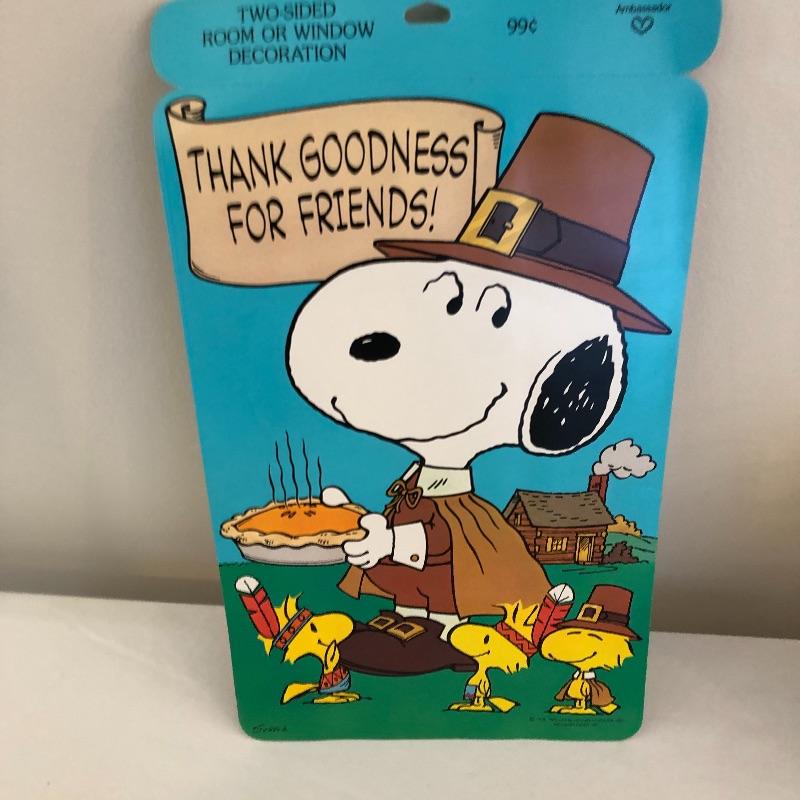 TWO-SIDED
ROOM OR WINDOW
DECORATION
99¢
Ambassador
THANK GOODNESS
FOR FRIENDS!